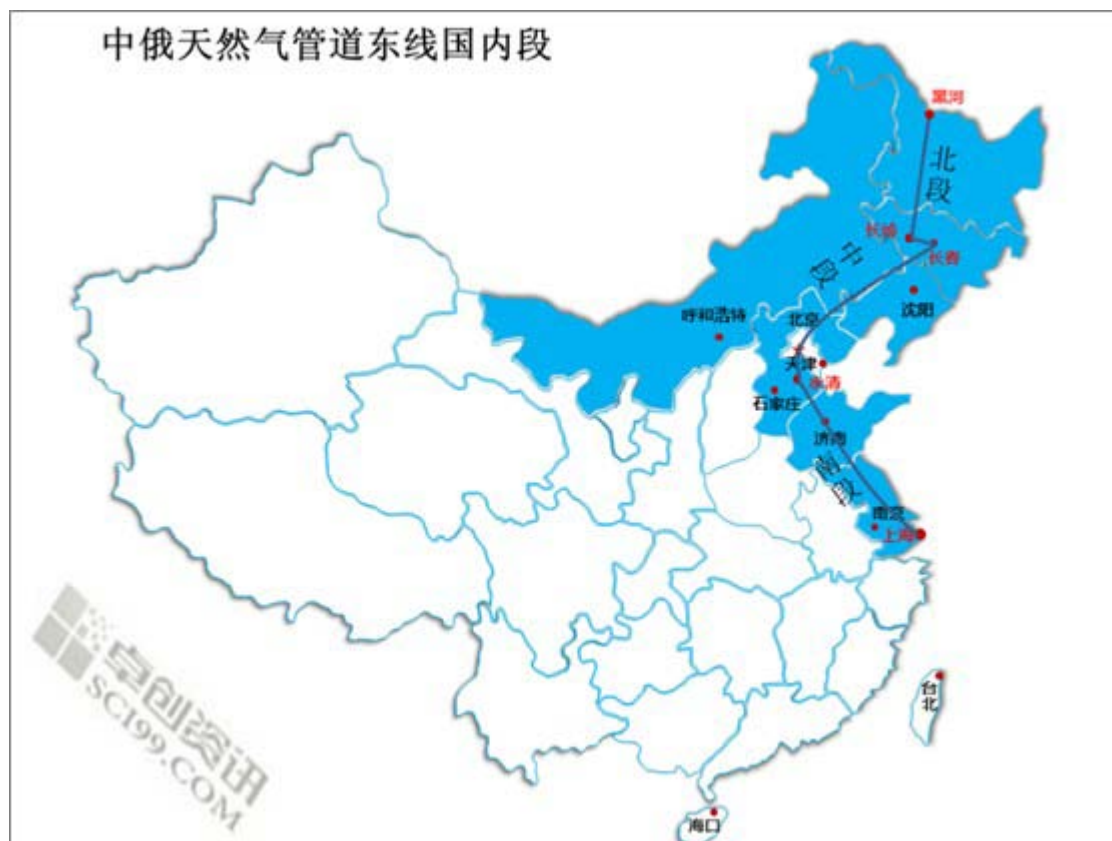 中俄天然气管道东线国内段
黑河
北段
长岭
长春
中段
沈阳
呼和浩特
北京
天津
永清
石家庄
济南
南段
南京
上海
台北
海口
卓创资讯
SCI99.COM